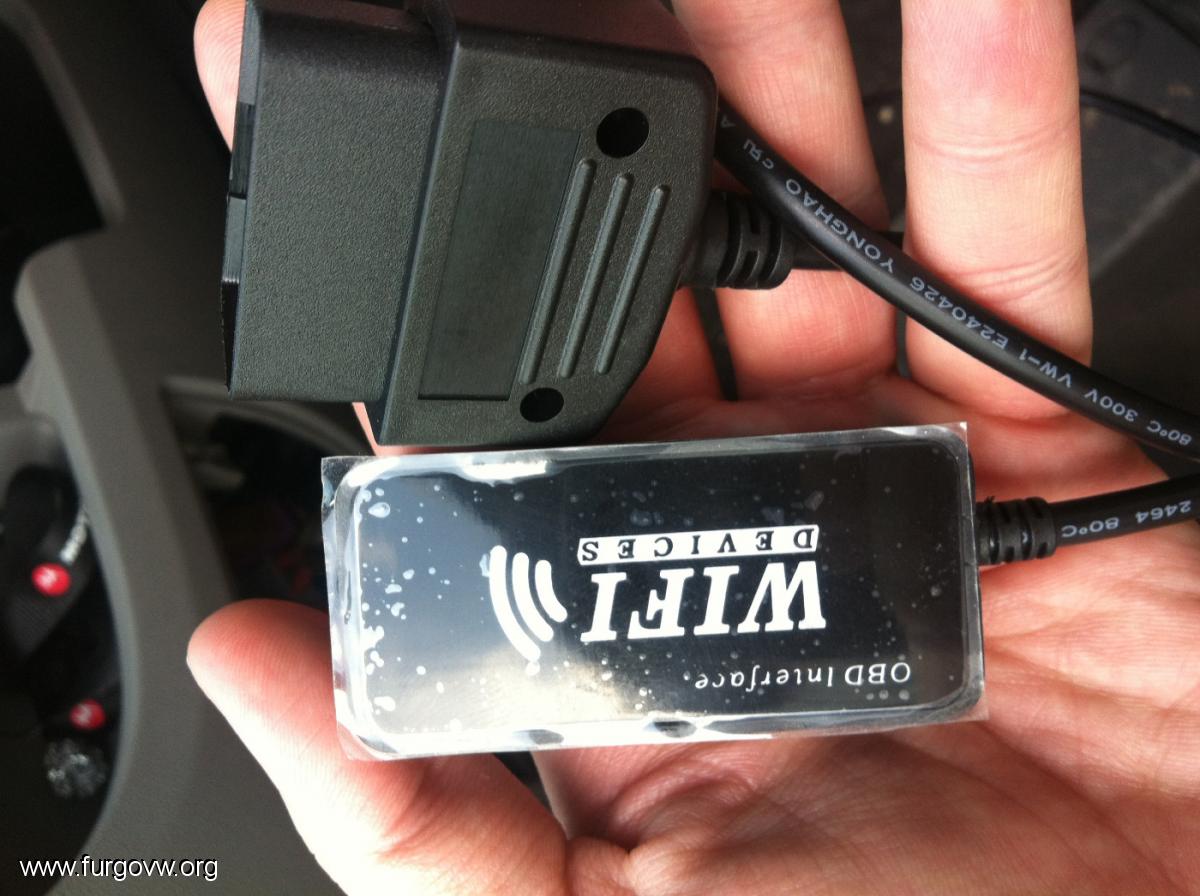 OBD Interface
WIFI
DEVICES
YONGHAO E240426 VW-1 300V 80°C
2464 80°C
www.furgovw.org